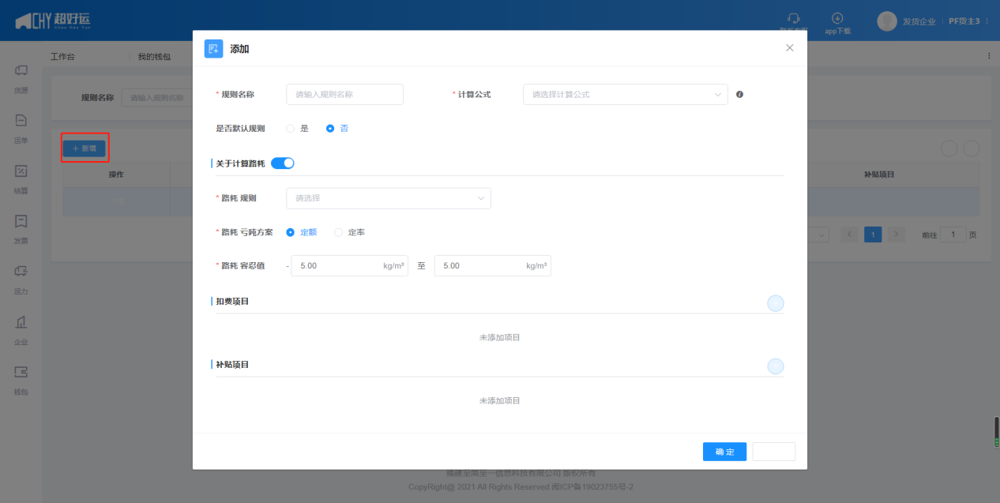 CHY 超好运
Chao Hao Yun
app下载
发货企业
PF货主3
工作台
我的钱包
货源
运单
结算
发票
运力
企业
钱包
规则名称
请输入规则名称
+ 新增
操作
补贴项目
1
前往 1 页
添加
* 规则名称 请输入规则名称 * 计算公式 请选择计算公式
是否默认规则 是 否
关于计算路耗
* 路耗 规则 请选择
* 路耗 亏吨方案 定额 定率
* 路耗 容忍值 - 5.00 kg/m³ 至 5.00 kg/m³
扣费项目
未添加项目
补贴项目
未添加项目
确 定
福建至简至一信息科技有限公司 版权所有
CopyRight@ 2021 All Rights Reserved 闽ICP备19023755号-2